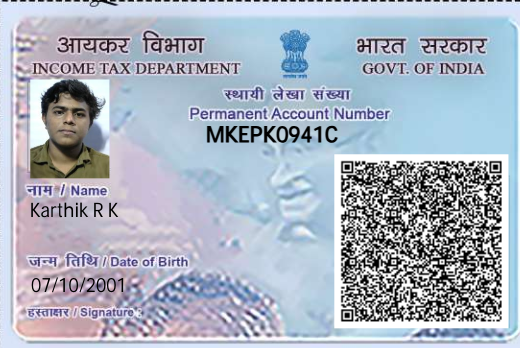 आयकर विभाग
INCOME TAX DEPARTMENT
भारत सरकार
GOVT. OF INDIA
स्थायी लेखा संख्या
Permanent Account Number
MKEPK0941C
नाम / Name
Karthik R K
जन्म तिथि / Date of Birth
07/10/2001
हस्ताक्षर / Signature :